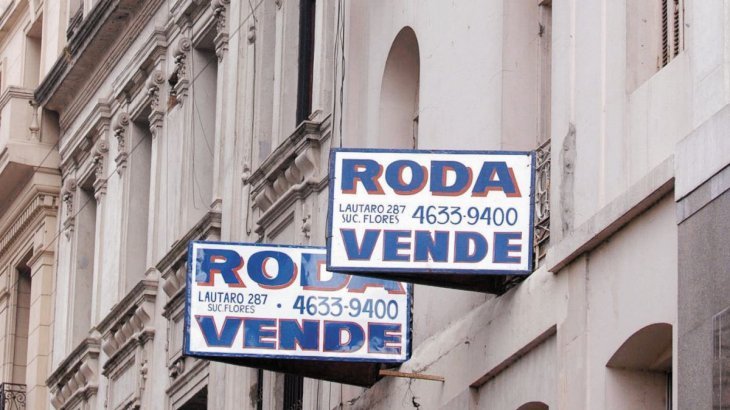 RODA
LAUTARO 287
SUC. FLORES 4633-9400
VENDE
RODA
LAUTARO 287
SUC. FLORES · 4633-9400
VENDE